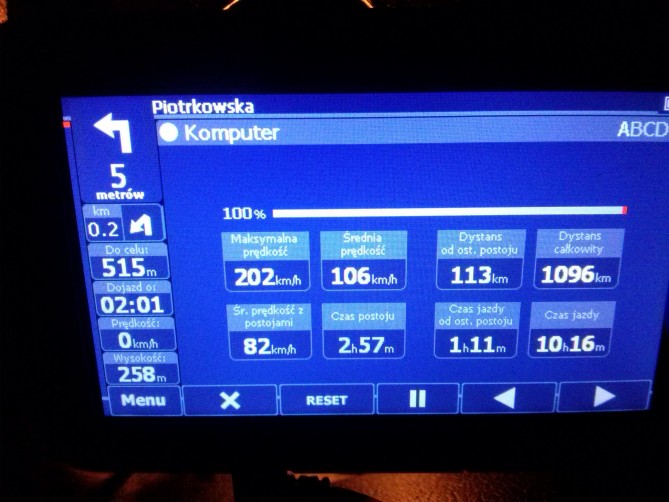 Piotrkowska
Komputer
ABCD
5
metrów
km
0.2
Do celu:
515m
Dojazd o:
02:01
Prędkość:
0km/h
Wysokość:
258m
100%
Maksymalna
prędkość
202km/h
Średnia
prędkość
106km/h
Dystans
od ost. postoju
113km
Dystans
całkowity
1096km
Śr. prędkość z
postojami
82km/h
Czas postoju
2h57m
Czas jazdy
od ost. postoju
1h11m
Czas jazdy
10h16m
Menu
RESET